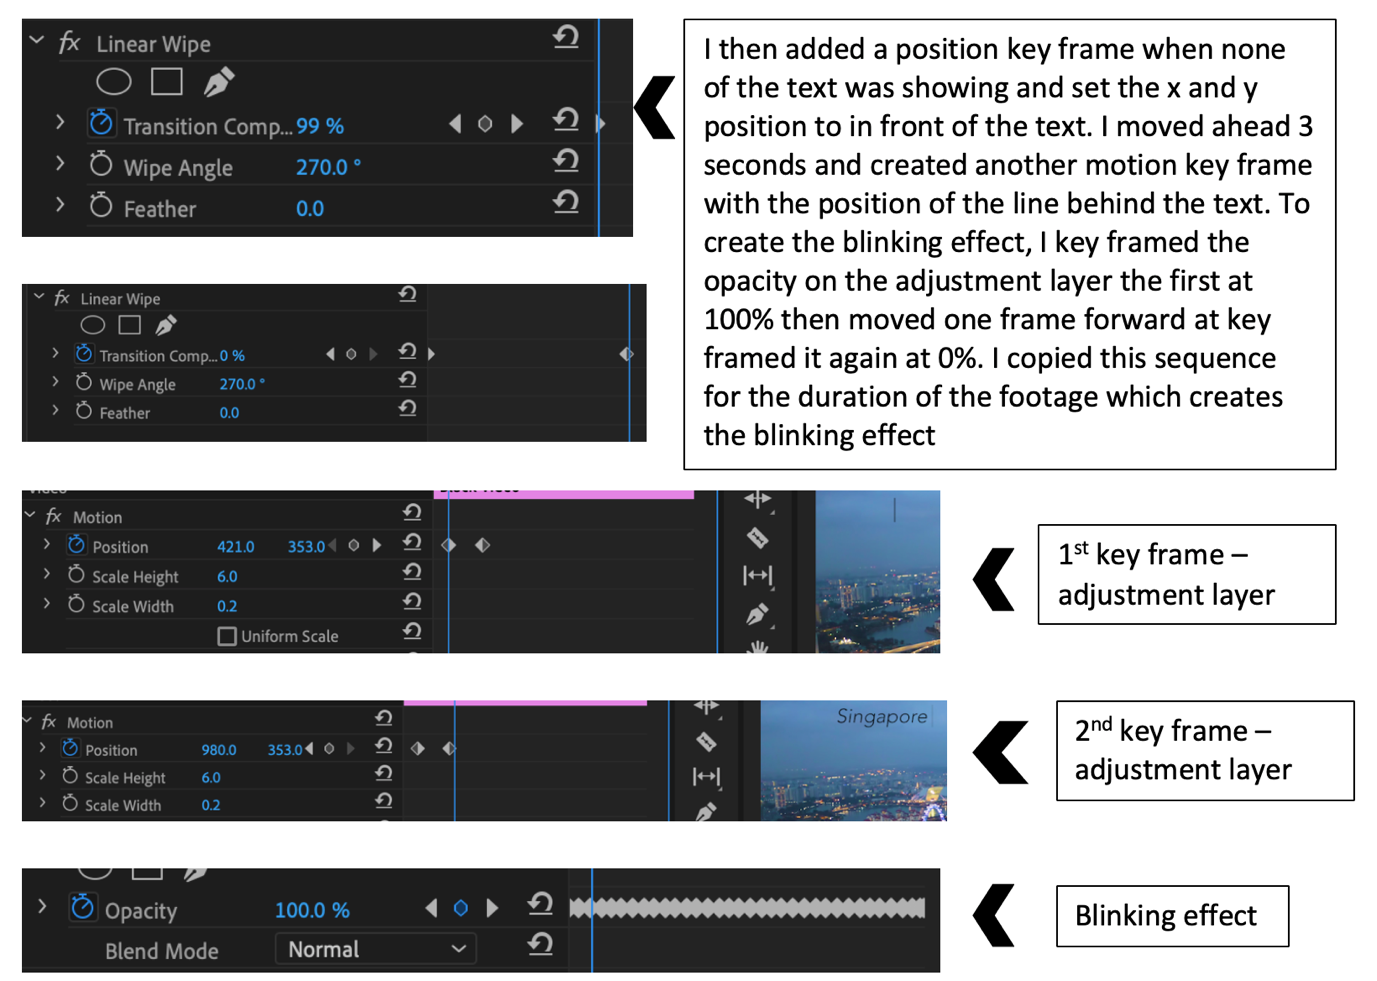 Linear Wipe
Transition Comp... 99 %
Wipe Angle 270.0 °
Feather 0.0
I then added a position key frame when none
of the text was showing and set the x and y
position to in front of the text. I moved ahead 3
seconds and created another motion key frame
with the position of the line behind the text. To
create the blinking effect, I key framed the
opacity on the adjustment layer the first at
100% then moved one frame forward at key
framed it again at 0%. I copied this sequence
for the duration of the footage which creates
the blinking effect
Linear Wipe
Transition Comp... 0 %
Wipe Angle 270.0 °
Feather 0.0
Motion
Position 421.0 353.0
Scale Height 6.0
Scale Width 0.2
Uniform Scale
1st key frame –
adjustment layer
Motion
Position 980.0 353.0
Scale Height 6.0
Scale Width 0.2
Singapore
2nd key frame –
adjustment layer
Opacity 100.0 %
Blend Mode Normal
Blinking effect